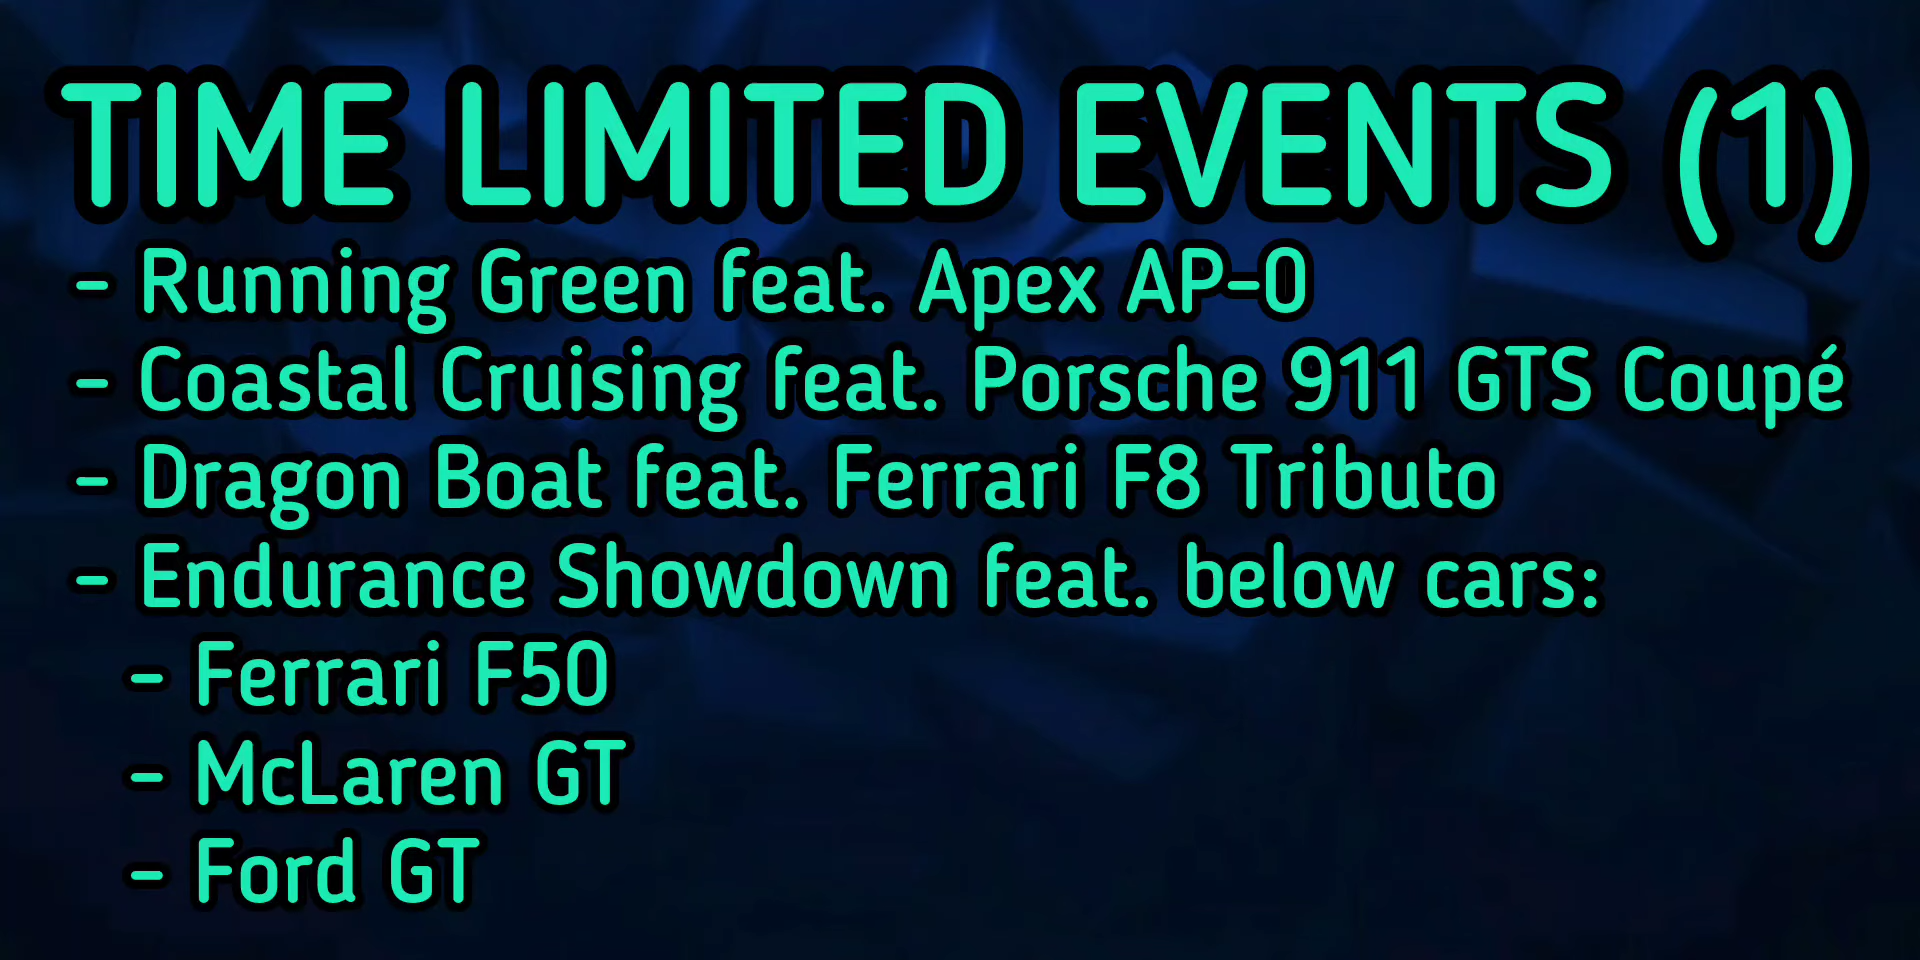 TIME LIMITED EVENTS (1)
- Running Green feat. Apex AP-0
- Coastal Cruising feat. Porsche 911 GTS Coupé
- Dragon Boat feat. Ferrari F8 Tributo
- Endurance Showdown feat. below cars:
- Ferrari F50
- McLaren GT
- Ford GT